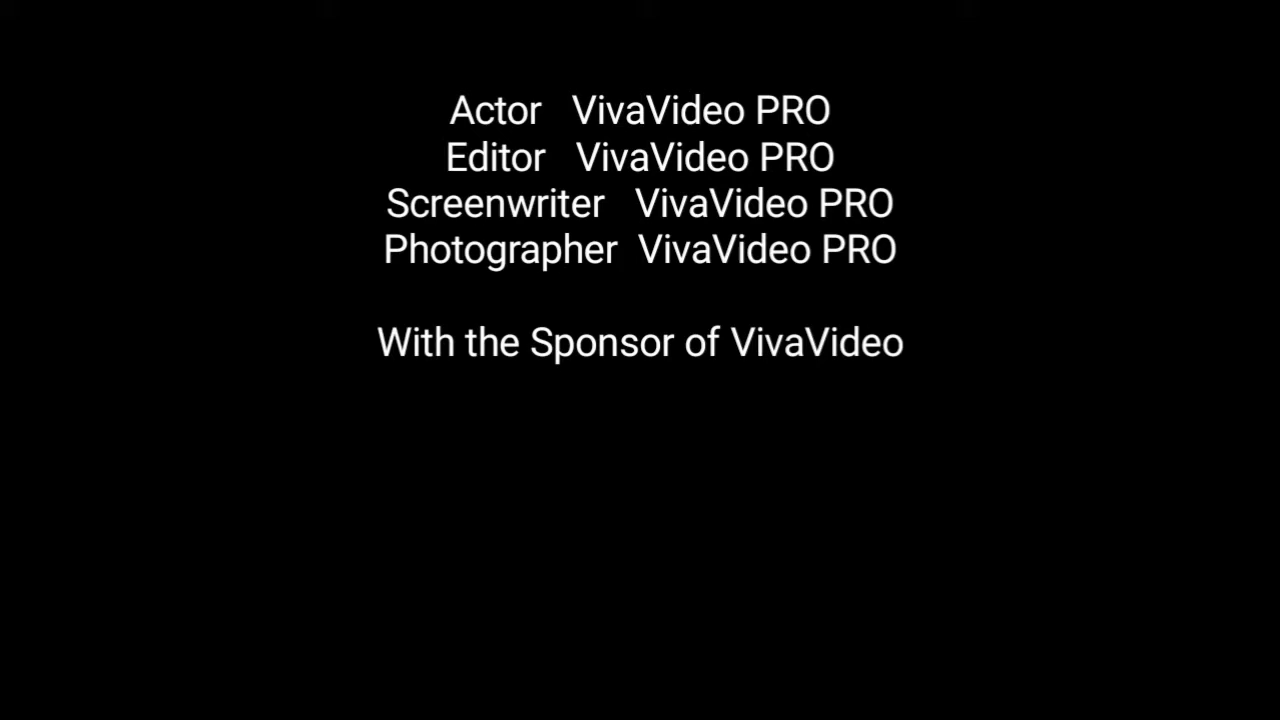 Actor VivaVideo PRO
Editor VivaVideo PRO
Screenwriter VivaVideo PRO
Photographer VivaVideo PRO
With the Sponsor of VivaVideo